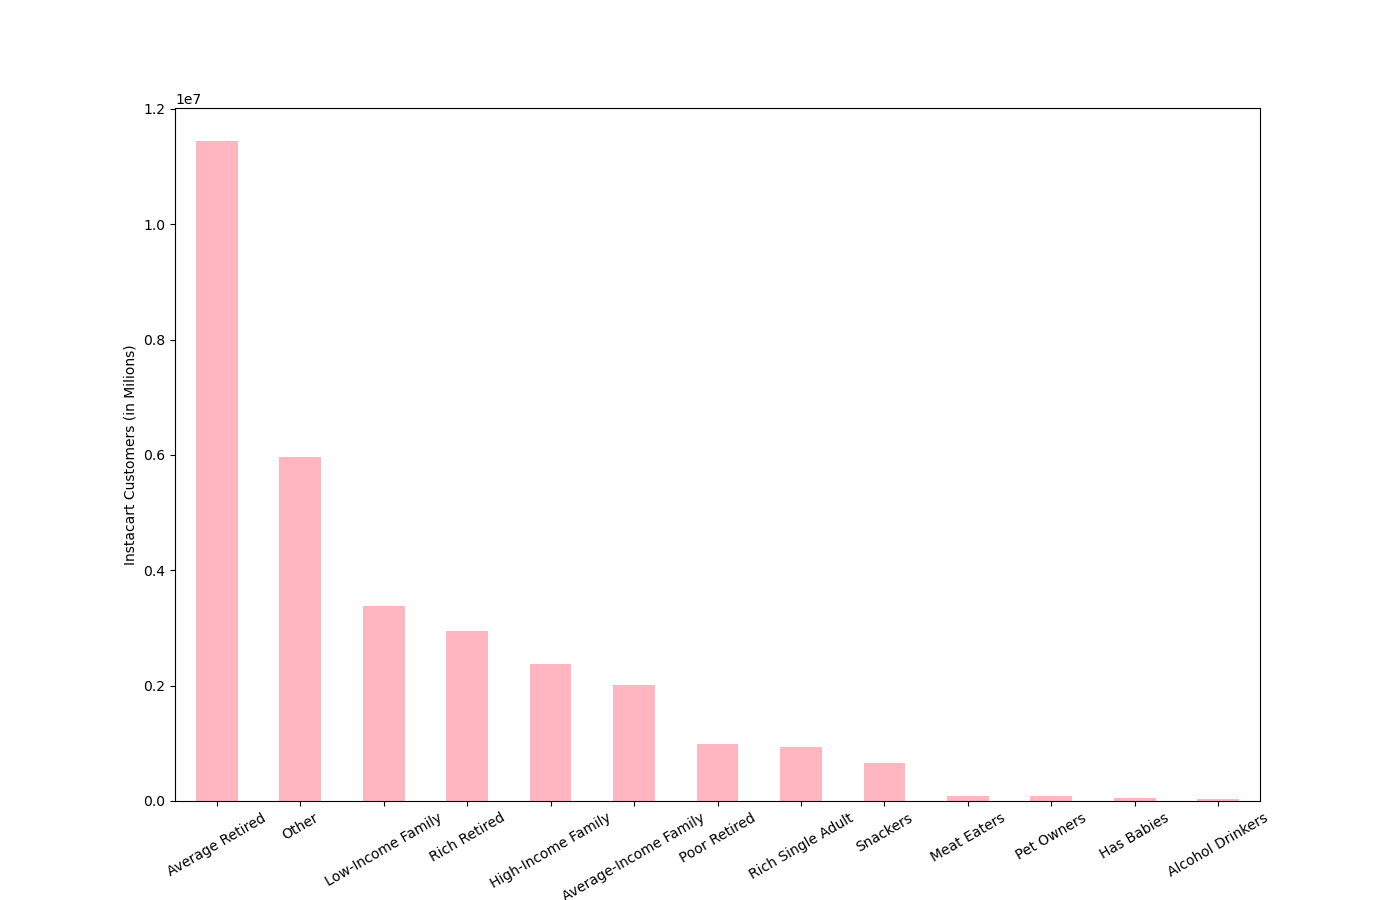 1e7
1.2
1.0
0.8
0.6
0.4
0.2
0.0
Instacart Customers (in Milions)
Average Retired
Other
Low-Income Family
Rich Retired
High-Income Family
Average-Income Family
Poor Retired
Rich Single Adult
Snackers
Meat Eaters
Pet Owners
Has Babies
Alcohol Drinkers